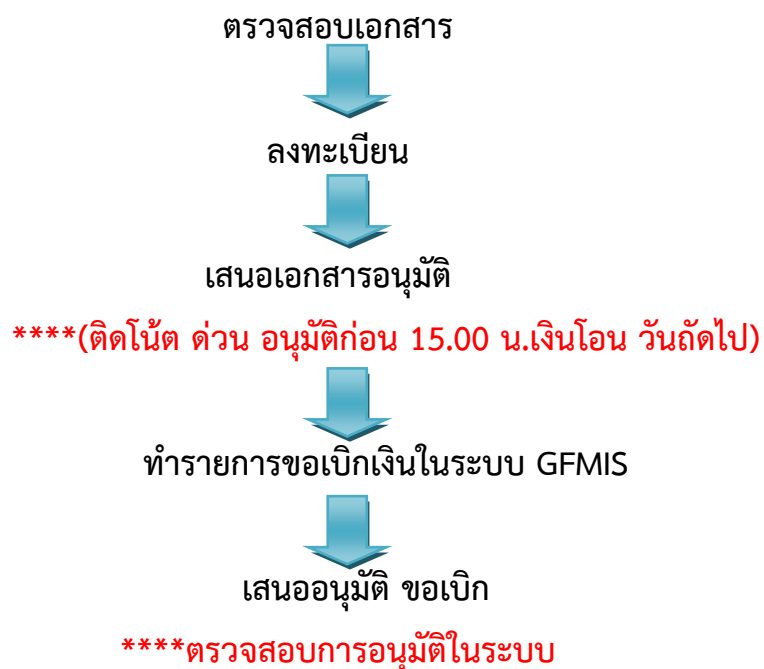 ตรวจสอบเอกสาร
ลงทะเบียน
เสนอเอกสารอนุมัติ
****(ติดโน้ต ด่วน อนุมัติก่อน 15.00 น.เงินโอน วันถัดไป)
ทำรายการขอเบิกเงินในระบบ GFMIS
เสนออนุมัติ ขอเบิก
****ตรวจสอบการอนุมัติในระบบ